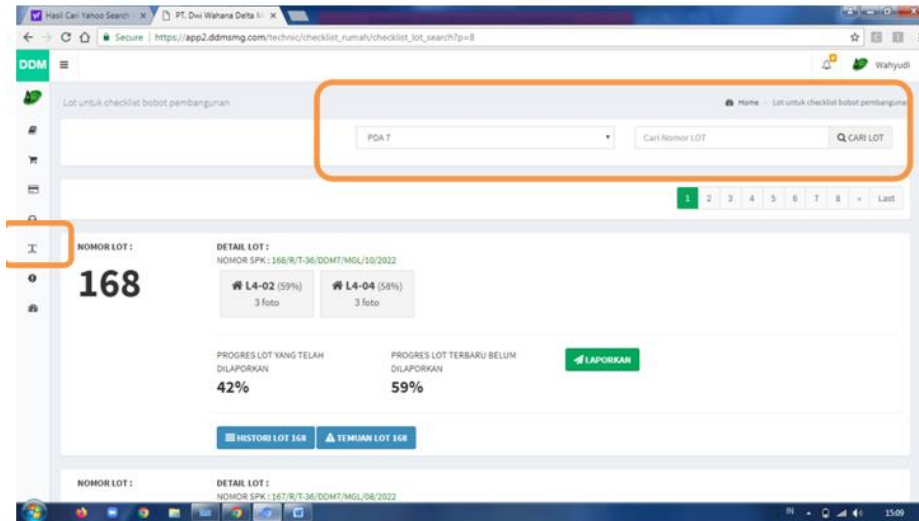 Hasil Cari Yahoo Search
PT. Dwi Wahana Delta M
Secure | https://app2.ddmsmg.com/technic/checklist_rumah/checklist_lot_search?p=8
DDM
Wahyudi
Lot untuk checklist bobot pembangunan
Home - Lot untuk checklist bobot pembangunan
PDA 7
Cari Nomor LOT
CARI LOT
1 2 3 4 5 6 7 8 » Last
NOMOR LOT :
168
DETAIL LOT :
NOMOR SPK : 168/R/T-36/DDM7/MGL/10/2022
L4-02 (59%) L4-04 (58%)
3 foto 3 foto
PROGRES LOT YANG TELAH DILAPORKAN
42%
PROGRES LOT TERBARU BELUM DILAPORKAN
59%
LAPORKAN
HISTORI LOT 168
TEMUAN LOT 168
NOMOR LOT :
DETAIL LOT :
NOMOR SPK : 167/R/T-36/DDM7/MGL/08/2022
IN
15:09